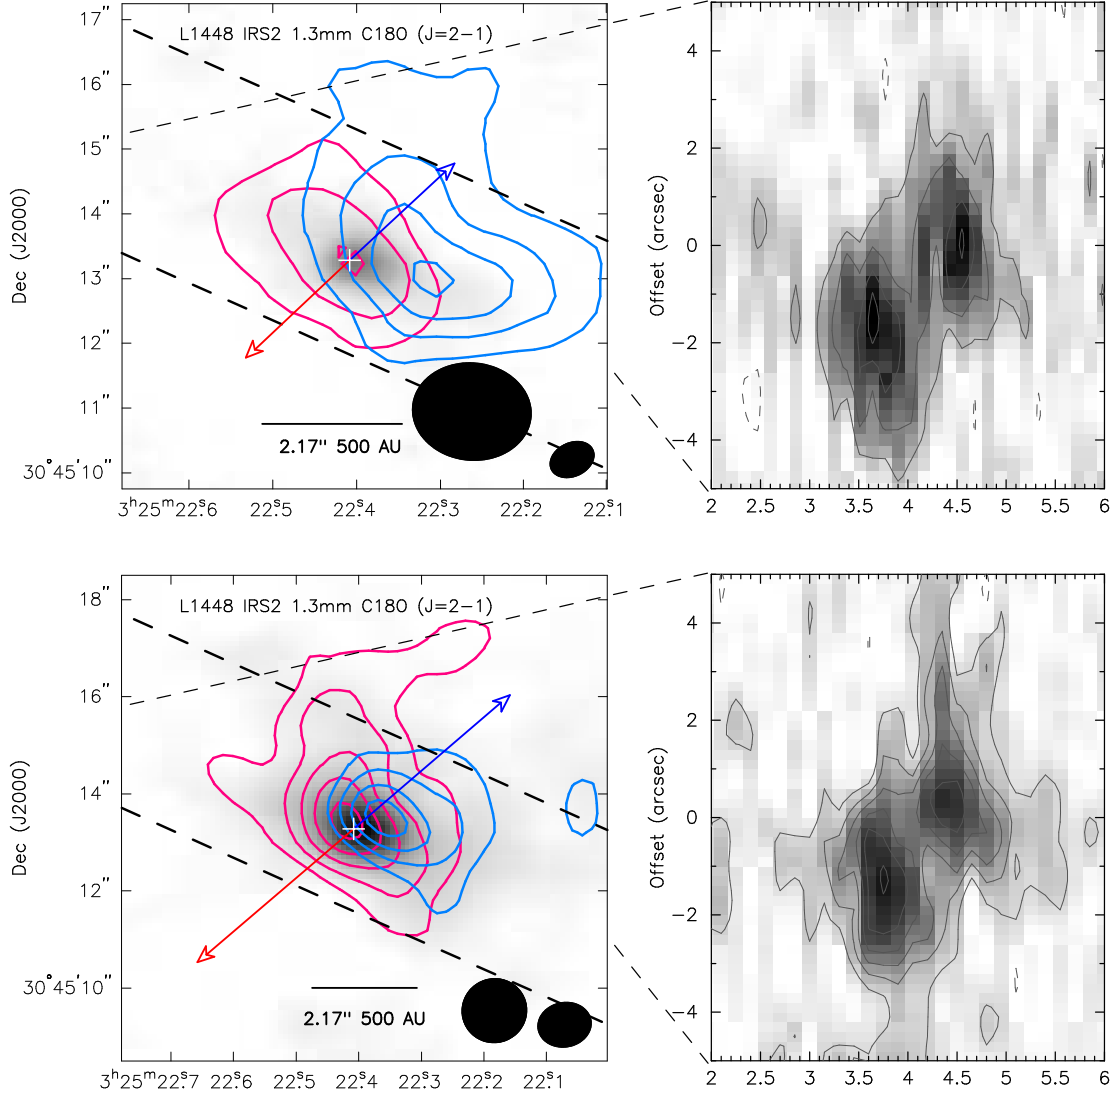 L1448 IRS2 1.3mm C18O (J=2−1)
17"
16"
15"
14"
13"
12"
11"
30°45'10"
Dec (J2000)
2.17" 500 AU
3h25m22s.6 22s.5 22s.4 22s.3 22s.2 22s.1
Offset (arcsec)
4
2
0
−2
−4
2 2.5 3 3.5 4 4.5 5 5.5 6
L1448 IRS2 1.3mm C18O (J=2−1)
18"
16"
14"
12"
30°45'10"
Dec (J2000)
2.17" 500 AU
3h25m22s.7 22s.6 22s.5 22s.4 22s.3 22s.2 22s.1
Offset (arcsec)
4
2
0
−2
−4
2 2.5 3 3.5 4 4.5 5 5.5 6